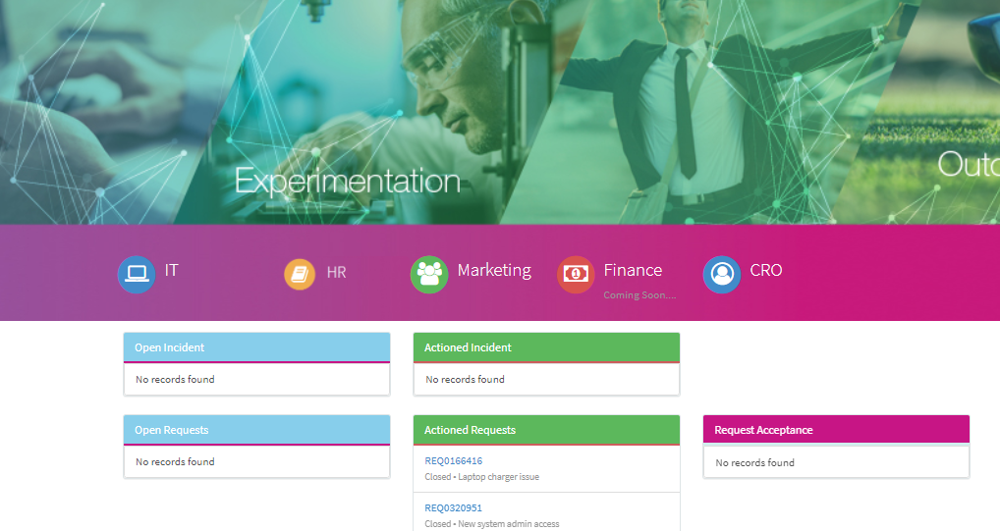 Experimentation
IT
HR
Marketing
Finance
CRO
Coming Soon....
Open Incident
Actioned Incident
No records found
No records found
Open Requests
Actioned Requests
Request Acceptance
No records found
REQ0166416
Closed • Laptop charger issue
No records found
REQ0320951
Closed • New system admin access